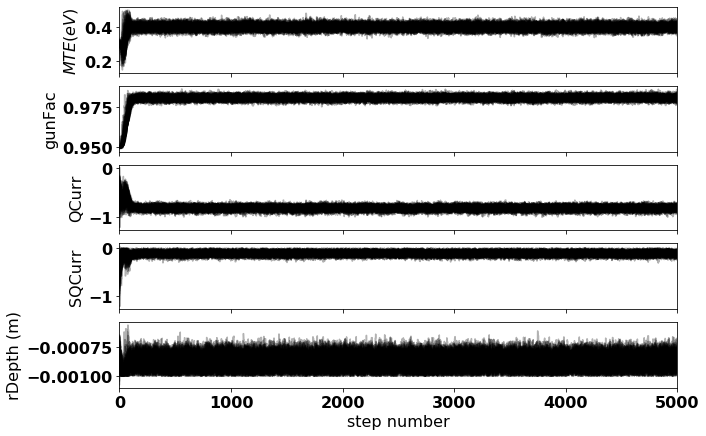 MTE(eV)
0.4
0.2
gunFac
0.975
0.950
QCurr
0
−1
SQCurr
0
−1
rDepth (m)
−0.00075
−0.00100
0 1000 2000 3000 4000 5000
step number